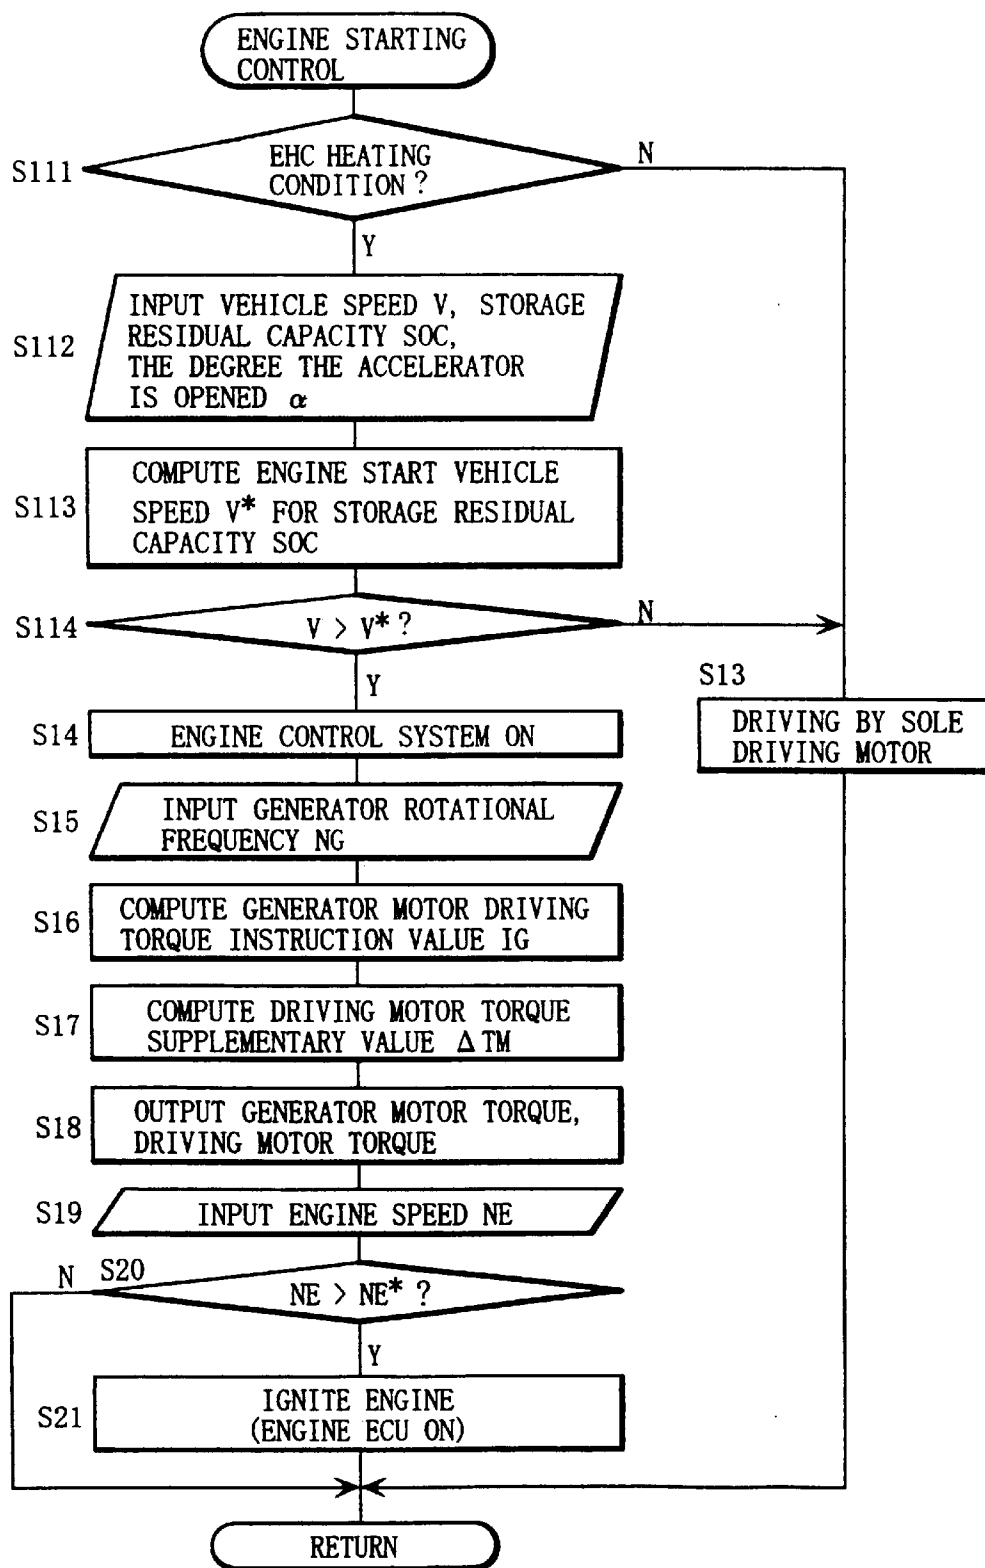 ENGINE STARTING
CONTROL
S111
EHC HEATING
CONDITION ?
N
Y
S112
INPUT VEHICLE SPEED V, STORAGE
RESIDUAL CAPACITY SOC,
THE DEGREE THE ACCELERATOR
IS OPENED α
S113
COMPUTE ENGINE START VEHICLE
SPEED V* FOR STORAGE RESIDUAL
CAPACITY SOC
S114
V > V* ?
N
Y
S13
DRIVING BY SOLE
DRIVING MOTOR
S14
ENGINE CONTROL SYSTEM ON
S15
INPUT GENERATOR ROTATIONAL
FREQUENCY NG
S16
COMPUTE GENERATOR MOTOR DRIVING
TORQUE INSTRUCTION VALUE IG
S17
COMPUTE DRIVING MOTOR TORQUE
SUPPLEMENTARY VALUE Δ TM
S18
OUTPUT GENERATOR MOTOR TORQUE,
DRIVING MOTOR TORQUE
S19
INPUT ENGINE SPEED NE
N
S20
NE > NE* ?
Y
S21
IGNITE ENGINE
(ENGINE ECU ON)
RETURN